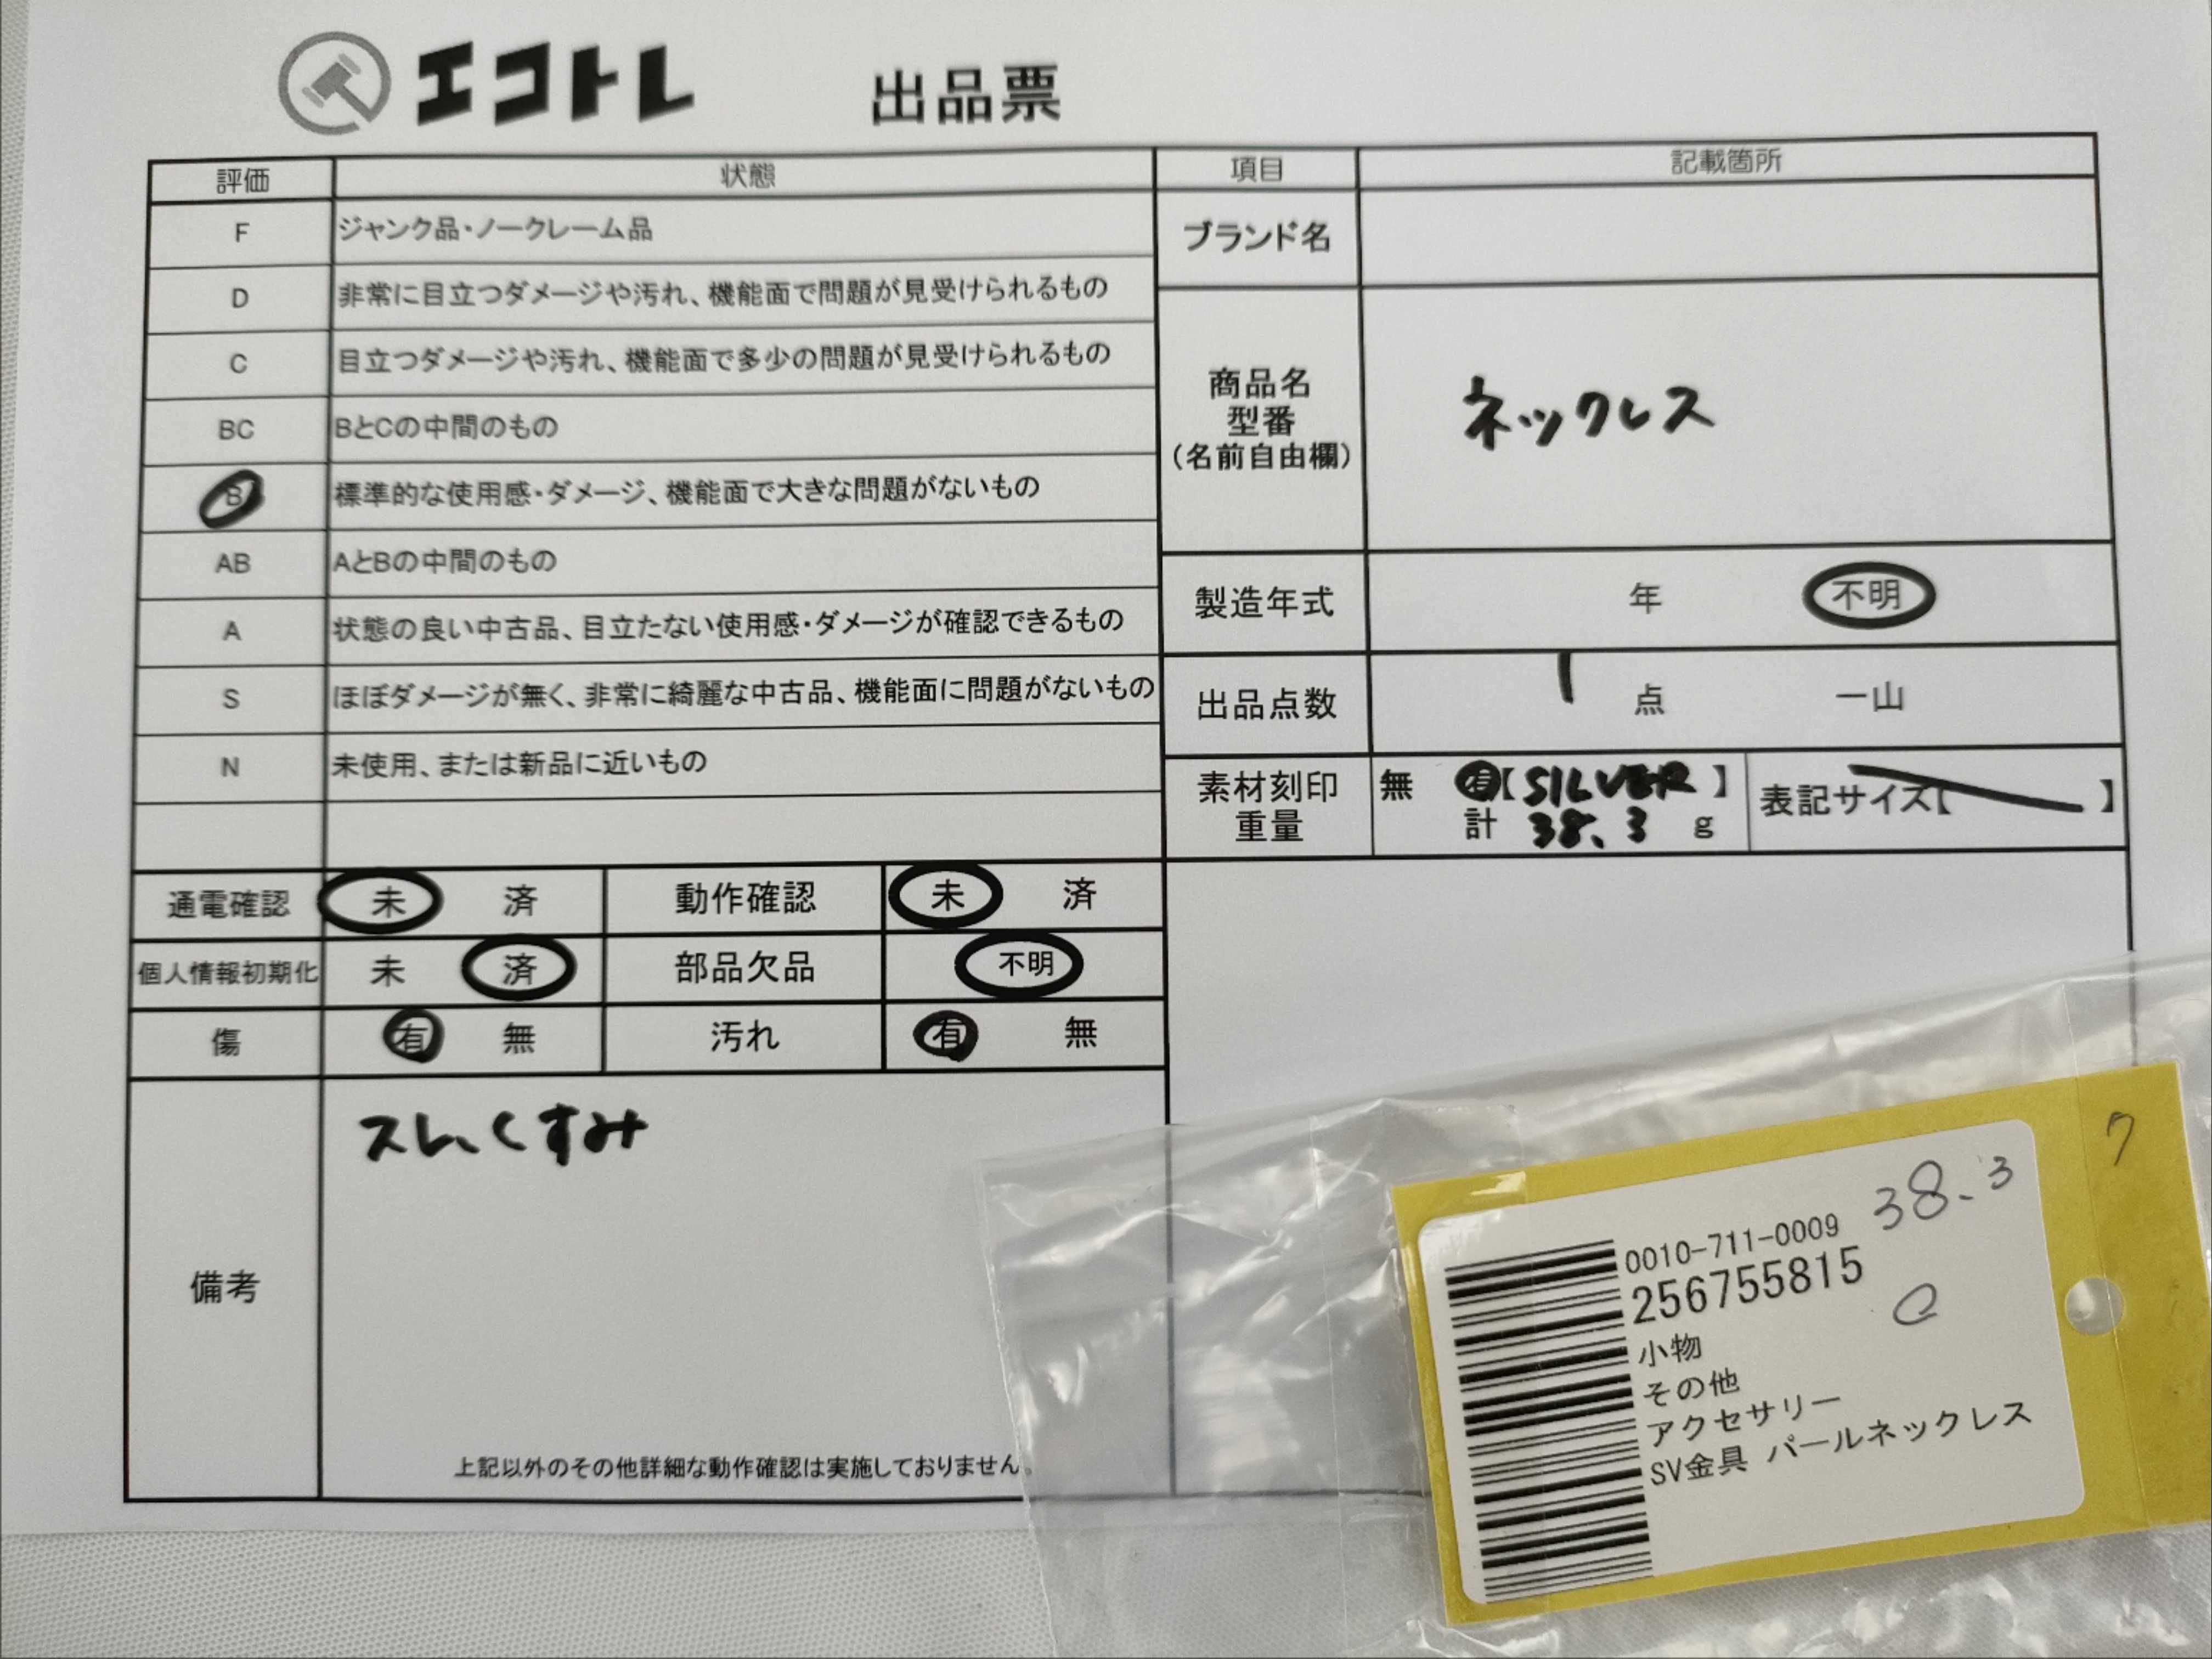 エコトレ 出品票
評価 状態
F ジャンク品・ノークレーム品
D 非常に目立つダメージや汚れ、機能面で問題が見受けられるもの
C 目立つダメージや汚れ、機能面で多少の問題が見受けられるもの
BC BとCの中間のもの
B 標準的な使用感・ダメージ、機能面で大きな問題がないもの
AB AとBの中間のもの
A 状態の良い中古品、目立たない使用感・ダメージが確認できるもの
S ほぼダメージが無く、非常に綺麗な中古品、機能面に問題がないもの
N 未使用、または新品に近いもの
通電確認 未 済 動作確認 未 済
個人情報初期化 未 済 部品欠品 不明
傷 有 無 汚れ 有 無
備考
スレ、くすみ
上記以外のその他詳細な動作確認は実施しておりません。
項目 記載箇所
ブランド名
商品名
型番
(名前自由欄)
ネックレス
製造年式 年 不明
出品点数 1 点 一山
素材刻印 無 有【SILVER】 表記サイズ【 】
重量 計 38.3 g
7
38.3
0010-711-0009
256755815
小物
その他
アクセサリー
SV金具 パールネックレス